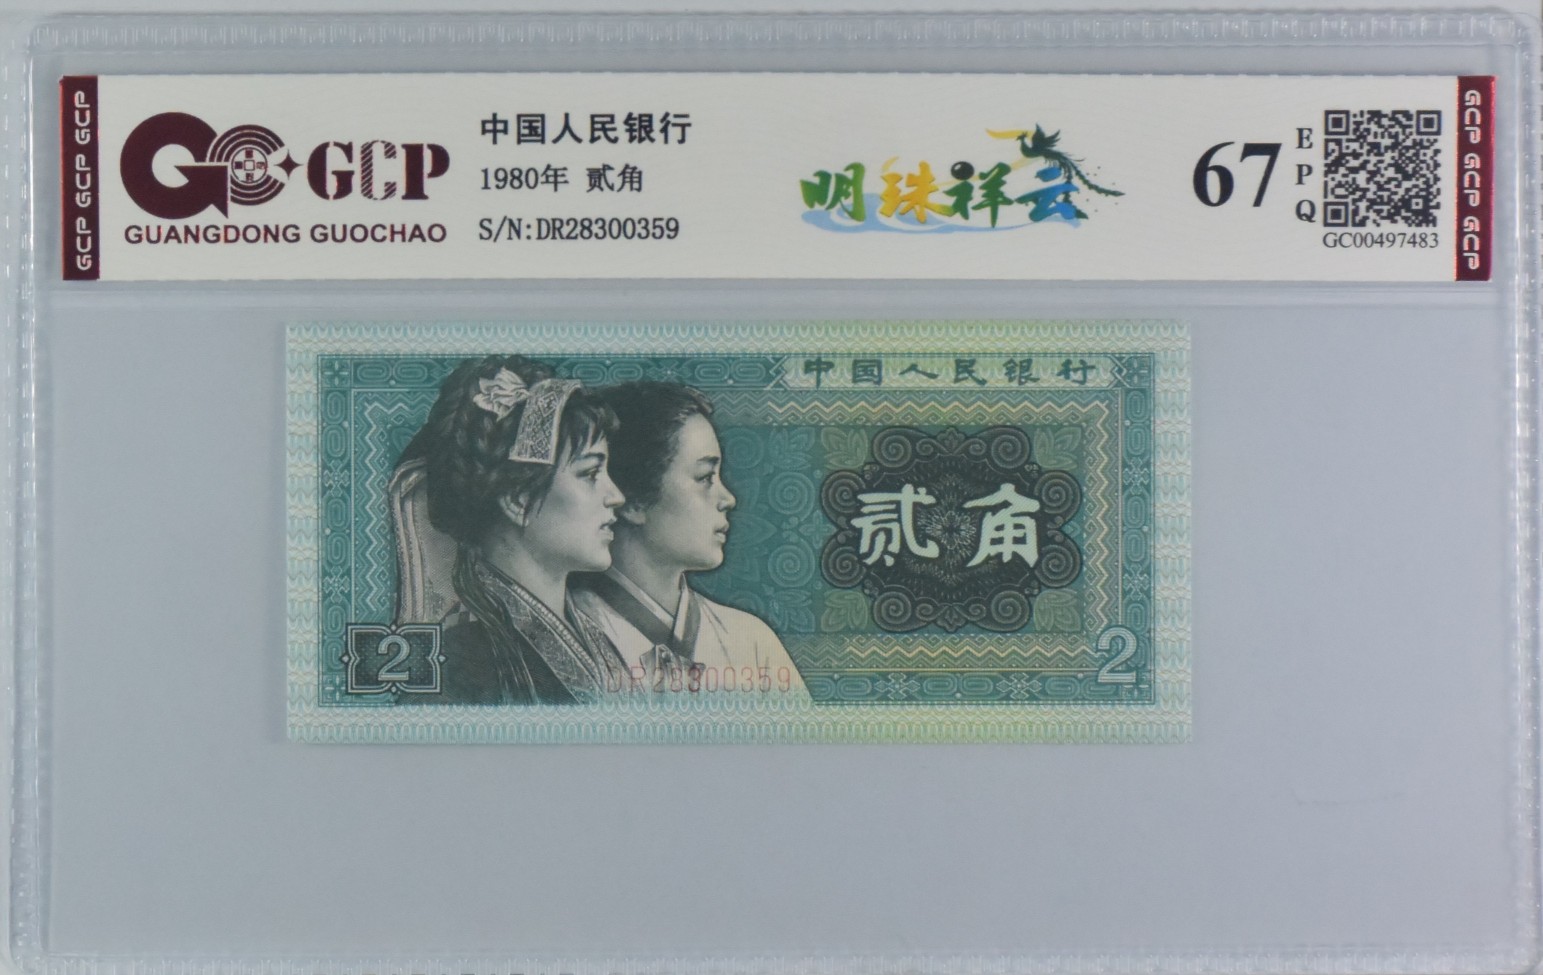 GCP GCP GCP
GCP
GUANGDONG GUOCHAO
中国人民银行
1980年 贰角
S/N:DR28300359
明珠祥云
67
EPQ
GC00497483
GCP GCP GCP
中国人民银行
贰角
2
2
DR28300359